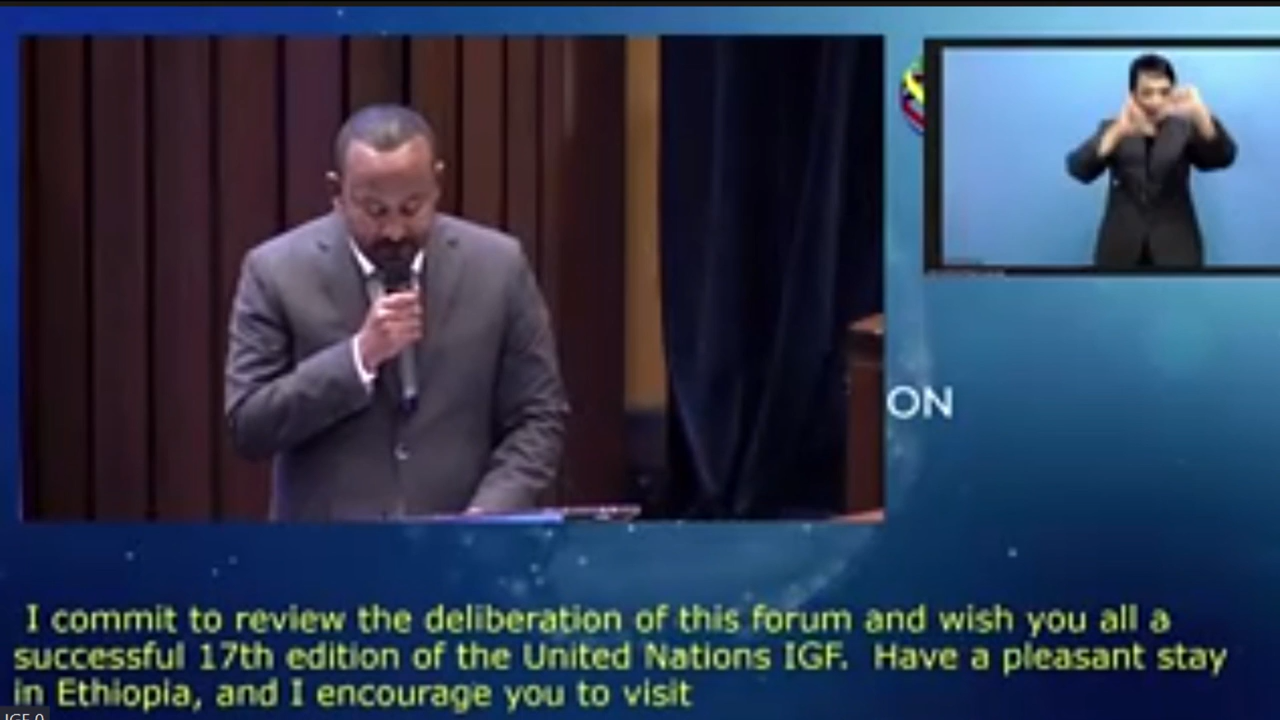 ON
I commit to review the deliberation of this forum and wish you all a
successful 17th edition of the United Nations IGF.  Have a pleasant stay
in Ethiopia, and I encourage you to visit